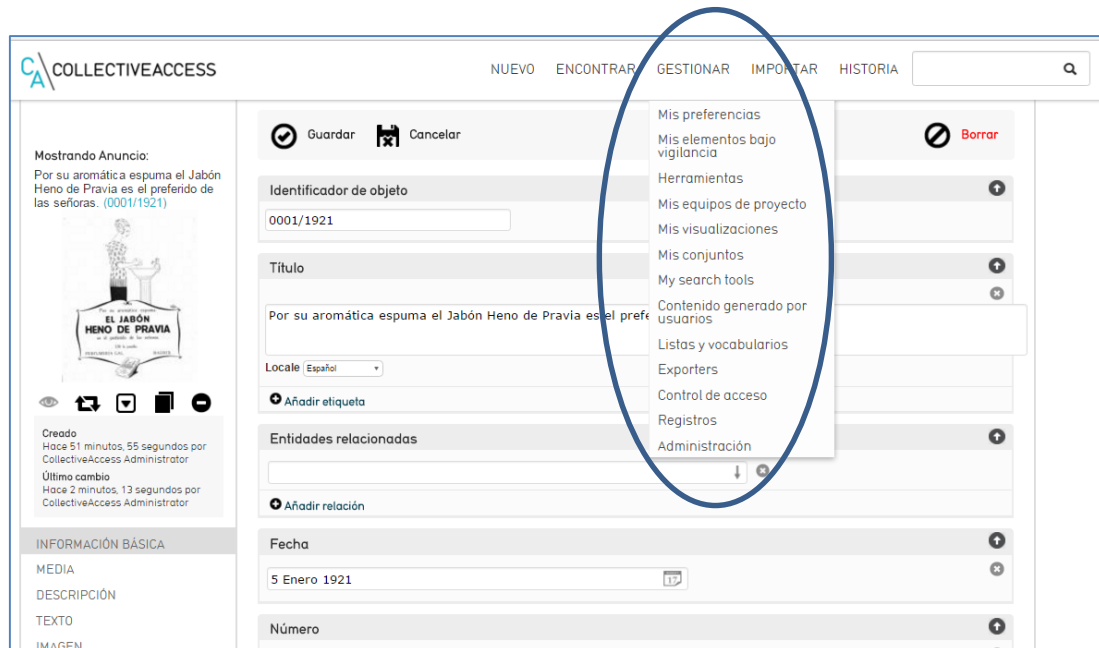 CA COLLECTIVEACCESS
NUEVO ENCONTRAR GESTIONAR IMPORTAR HISTORIA
Mostrando Anuncio:
Por su aromática espuma el Jabón
Heno de Pravia es el preferido de
las señoras. (0001/1921)
EL JABÓN
HENO DE PRAVIA
Creado
Hace 51 minutos, 55 segundos por
CollectiveAccess Administrator
Último cambio
Hace 2 minutos, 13 segundos por
CollectiveAccess Administrator
INFORMACIÓN BÁSICA
MEDIA
DESCRIPCIÓN
TEXTO
IMAGEN
Guardar Cancelar Borrar
Identificador de objeto
0001/1921
Título
Por su aromática espuma el Jabón Heno de Pravia es el prefe
Locale Español
Añadir etiqueta
Entidades relacionadas
Añadir relación
Fecha
5 Enero 1921
17
Número
Mis preferencias
Mis elementos bajo
vigilancia
Herramientas
Mis equipos de proyecto
Mis visualizaciones
Mis conjuntos
My search tools
Contenido generado por
usuarios
Listas y vocabularios
Exporters
Control de acceso
Registros
Administración